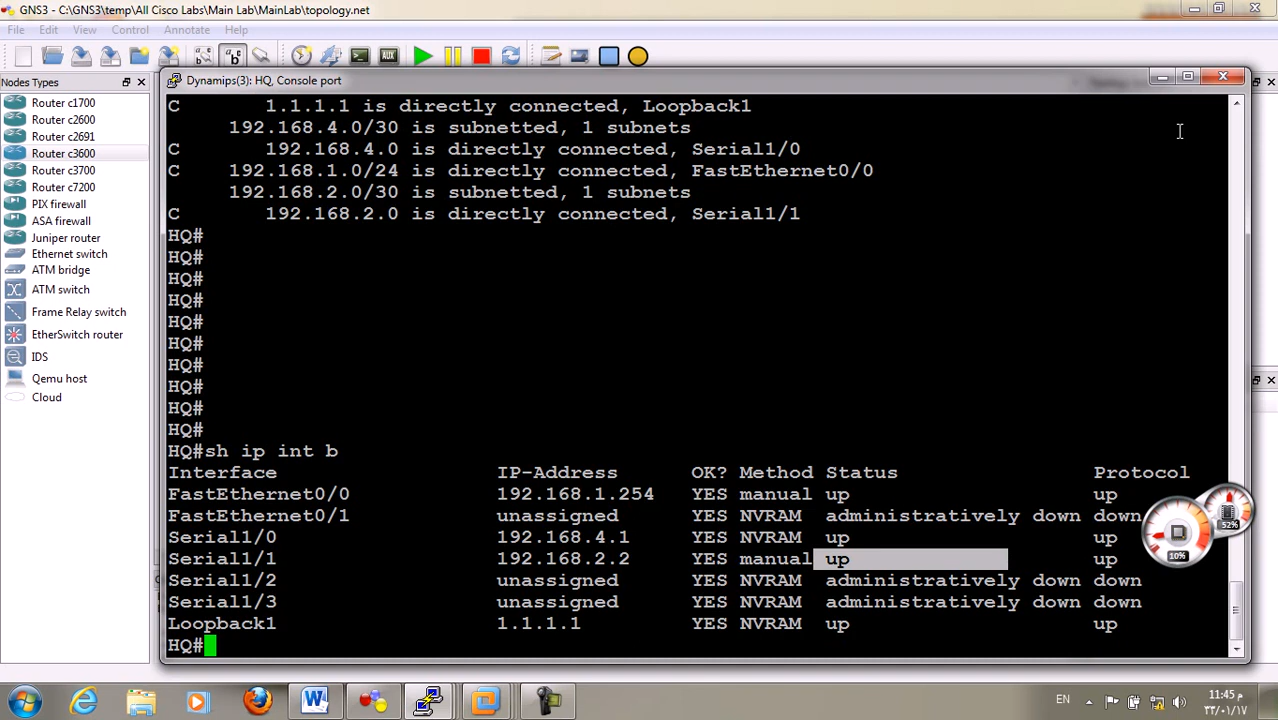 GNS3 - C:\GNS3\temp\All Cisco Labs\Main Lab\MainLab\topology.net
File Edit View Control Annotate Help
AUX
Nodes Types
Router c1700
Router c2600
Router c2691
Router c3600
Router c3700
Router c7200
PIX firewall
ASA firewall
Juniper router
Ethernet switch
ATM bridge
ATM switch
Frame Relay switch
EtherSwitch router
IDS
Qemu host
Cloud
Dynamips(3): HQ, Console port
C 1.1.1.1 is directly connected, Loopback1
192.168.4.0/30 is subnetted, 1 subnets
C 192.168.4.0 is directly connected, Serial1/0
C 192.168.1.0/24 is directly connected, FastEthernet0/0
192.168.2.0/30 is subnetted, 1 subnets
C 192.168.2.0 is directly connected, Serial1/1
HQ#
HQ#
HQ#
HQ#
HQ#
HQ#
HQ#
HQ#
HQ#
HQ#
HQ#sh ip int b
Interface IP-Address OK? Method Status Protocol
FastEthernet0/0 192.168.1.254 YES manual up up
FastEthernet0/1 unassigned YES NVRAM administratively down down
Serial1/0 192.168.4.1 YES NVRAM up up
Serial1/1 192.168.2.2 YES manual up up
Serial1/2 unassigned YES NVRAM administratively down down
Serial1/3 unassigned YES NVRAM administratively down down
Loopback1 1.1.1.1 YES NVRAM up up
HQ#
52%
10%
EN
11:45 م
٣٣/٠١/١٧